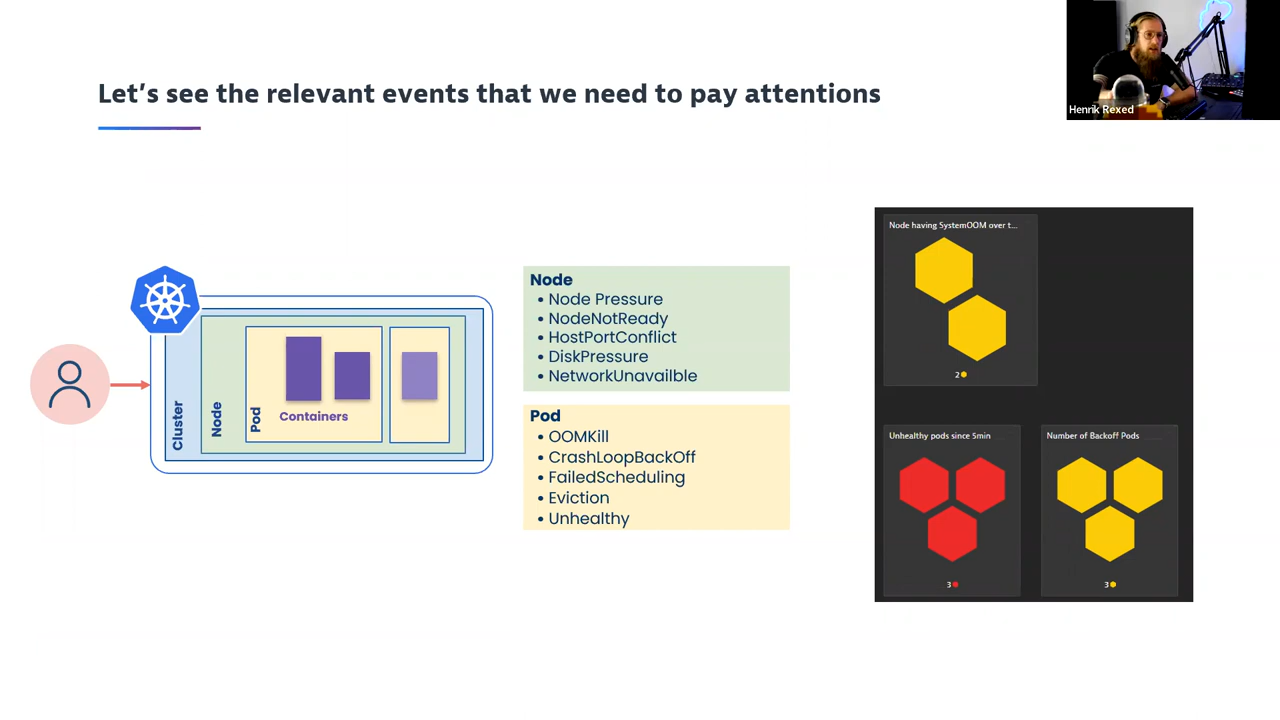 Let's see the relevant events that we need to pay attentions
Henrik Rexed
Cluster
Node
Pod
Containers
Node
• Node Pressure
• NodeNotReady
• HostPortConflict
• DiskPressure
• NetworkUnavailble
Pod
• OOMKill
• CrashLoopBackOff
• FailedScheduling
• Eviction
• Unhealthy
Node having SystemOOM over t...
2
Unhealthy pods since 5min
3
Number of Backoff Pods
3